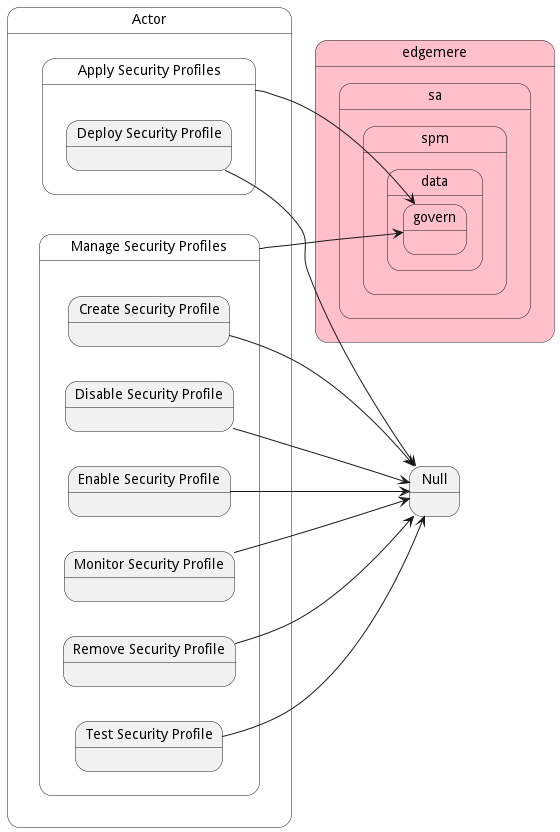 Actor
Apply Security Profiles
Deploy Security Profile
Manage Security Profiles
Create Security Profile
Disable Security Profile
Enable Security Profile
Monitor Security Profile
Remove Security Profile
Test Security Profile
edgemere
sa
spm
data
govern
Null